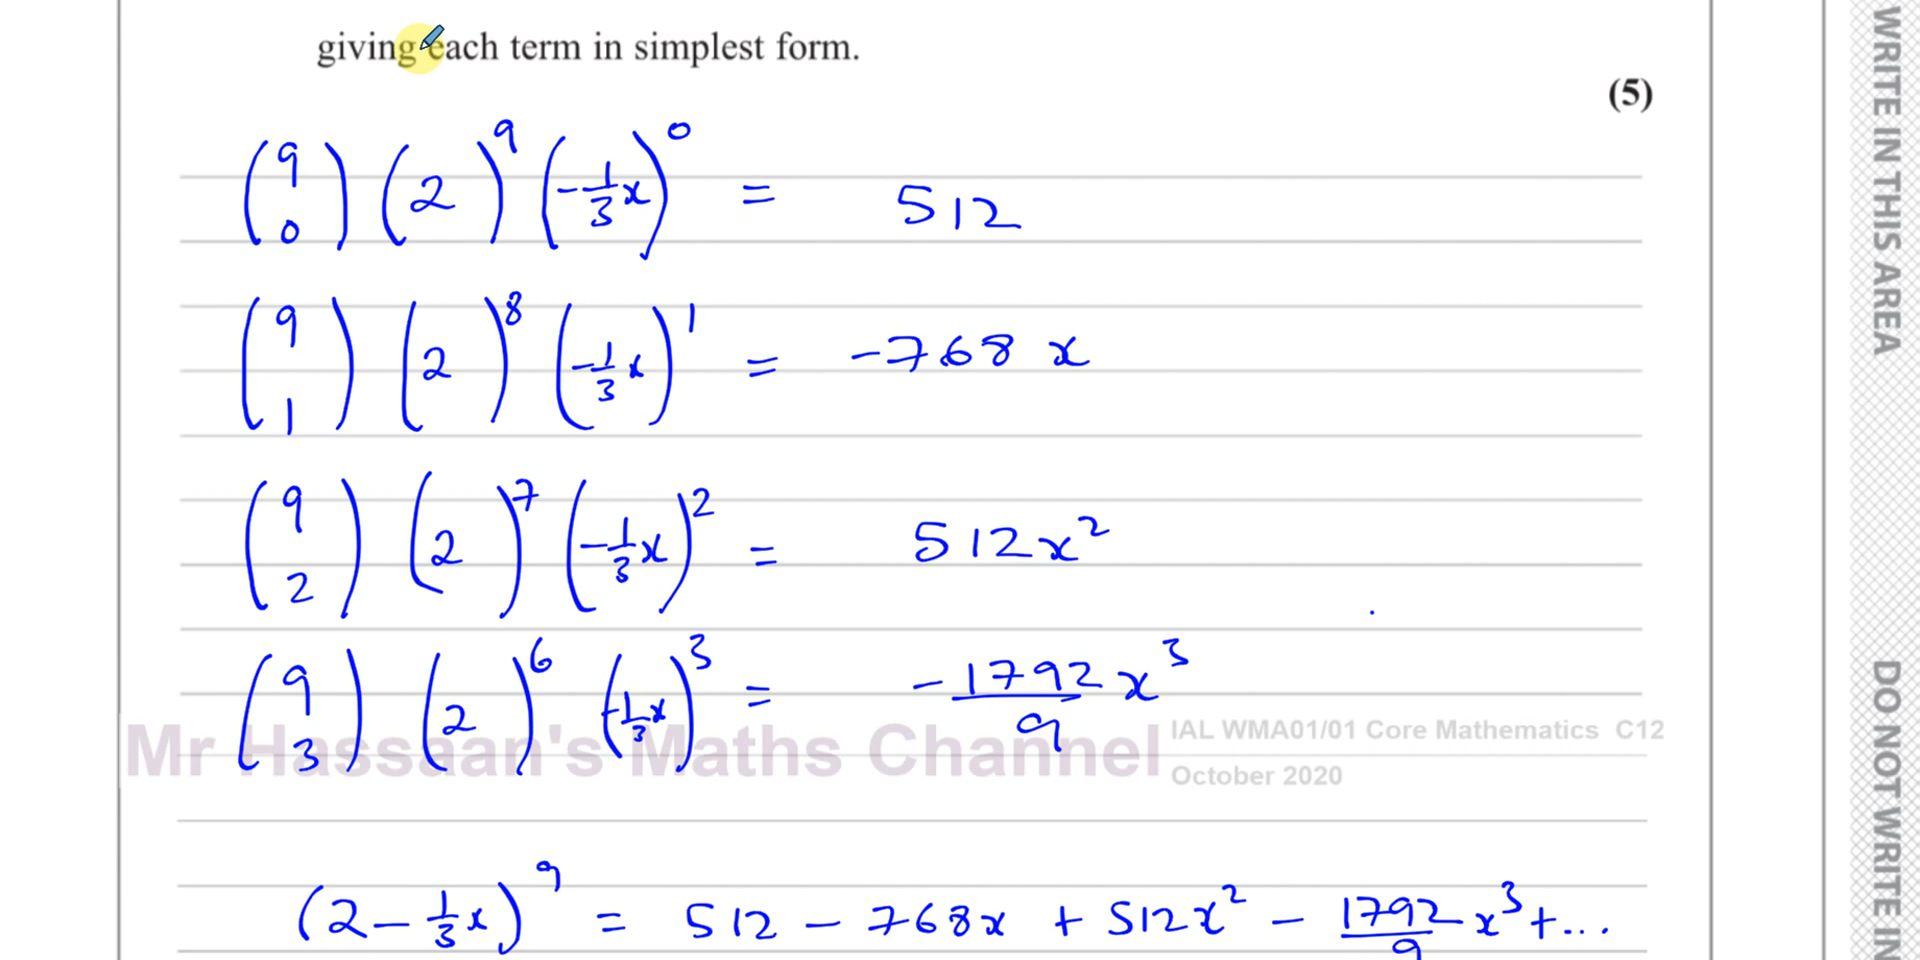 giving each term in simplest form.
(5)
(9 0) (2)^9 (-1/3 x)^0 = 512
(9 1) (2)^8 (-1/3 x)^1 = -768 x
(9 2) (2)^7 (-1/3 x)^2 = 512x^2
(9 3) (2)^6 (-1/3 x)^3 = -1792/9 x^3
Mr Hassaan's Maths Channel
IAL WMA01/01 Core Mathematics C12
October 2020
(2 - 1/3 x)^9 = 512 - 768x + 512x^2 - 1792/9 x^3 + ...
WRITE IN THIS AREA
DO NOT WRITE IN